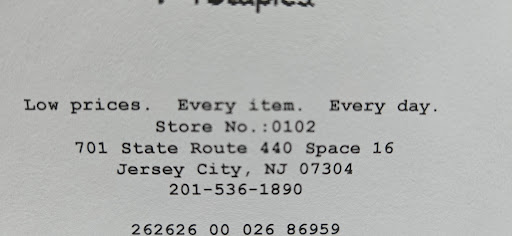 Low prices. Every item. Every day.
Store No.:0102
701 State Route 440 Space 16
Jersey City, NJ 07304
201-536-1890
262626 00 026 86959